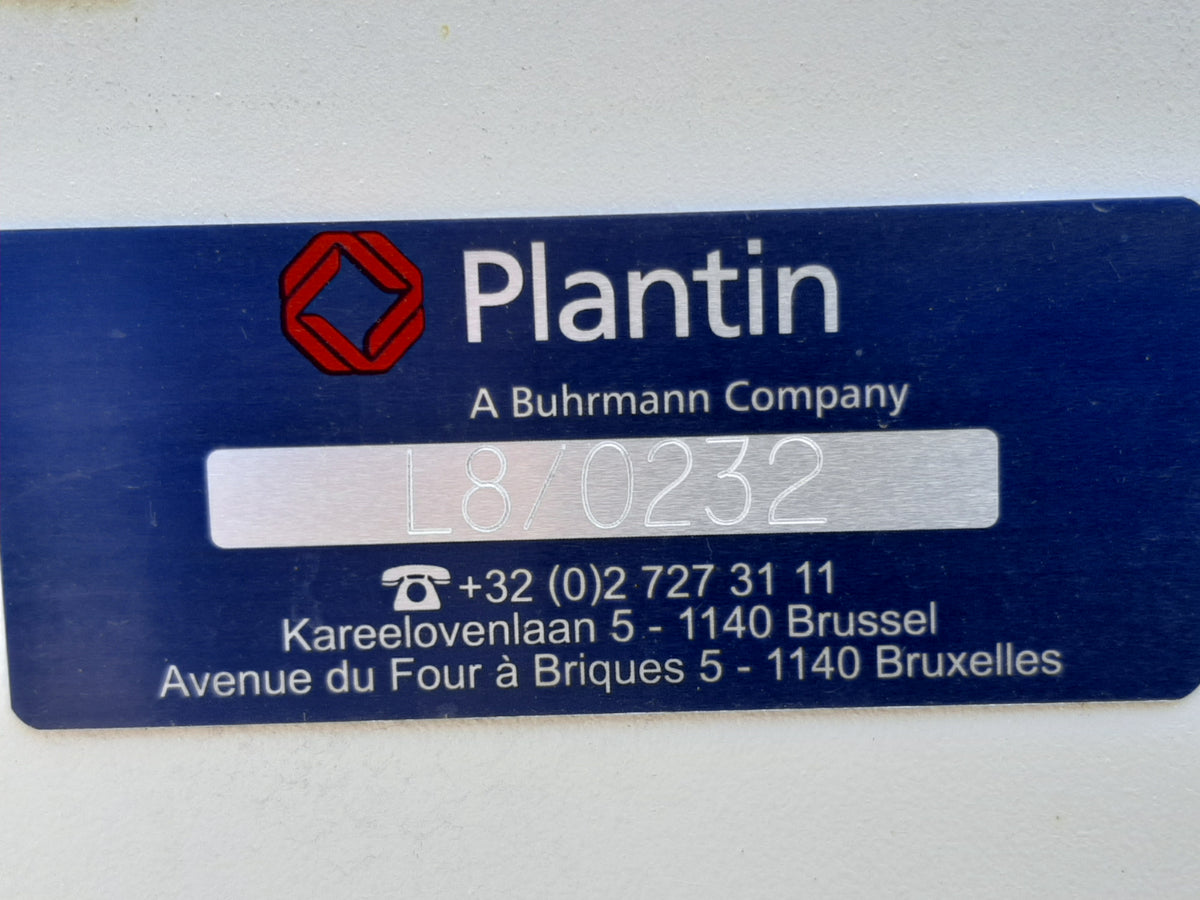 Plantin
A Buhrmann Company
L8/0232
+32 (0)2 727 31 11
Kareelovenlaan 5 - 1140 Brussel
Avenue du Four à Briques 5 - 1140 Bruxelles